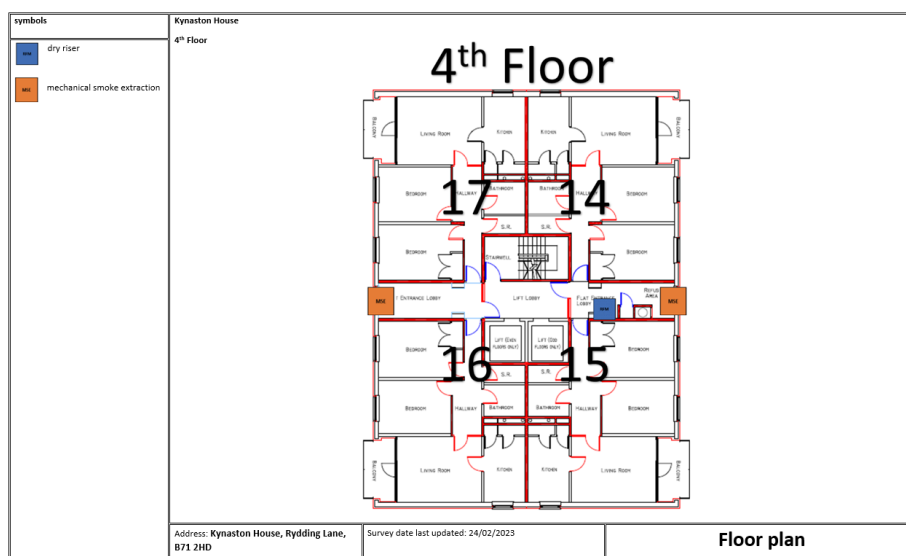 symbols
dry riser
MSE
mechanical smoke extraction
Kynaston House
4th Floor
4th Floor
BALCONY
LIVING ROOM
KITCHEN
KITCHEN
LIVING ROOM
BALCONY
BEDROOM
HALLWAY
BATHROOM
BATHROOM
HALLWAY
BEDROOM
17
14
S.R.
S.R.
BEDROOM
STAIRWELL
BEDROOM
REFUSE
AREA
MSE
T ENTRANCE LOBBY
LIFT LOBBY
FLAT ENTRANCE
LOBBY
MSE
LIFT (EVEN
FLOORS ONLY)
LIFT (ODD
FLOORS ONLY)
BEDROOM
BEDROOM
16
15
S.R.
S.R.
BEDROOM
HALLWAY
BATHROOM
BATHROOM
HALLWAY
BEDROOM
BALCONY
LIVING ROOM
KITCHEN
KITCHEN
LIVING ROOM
BALCONY
Address: Kynaston House, Rydding Lane,
B71 2HD
Survey date last updated: 24/02/2023
Floor plan